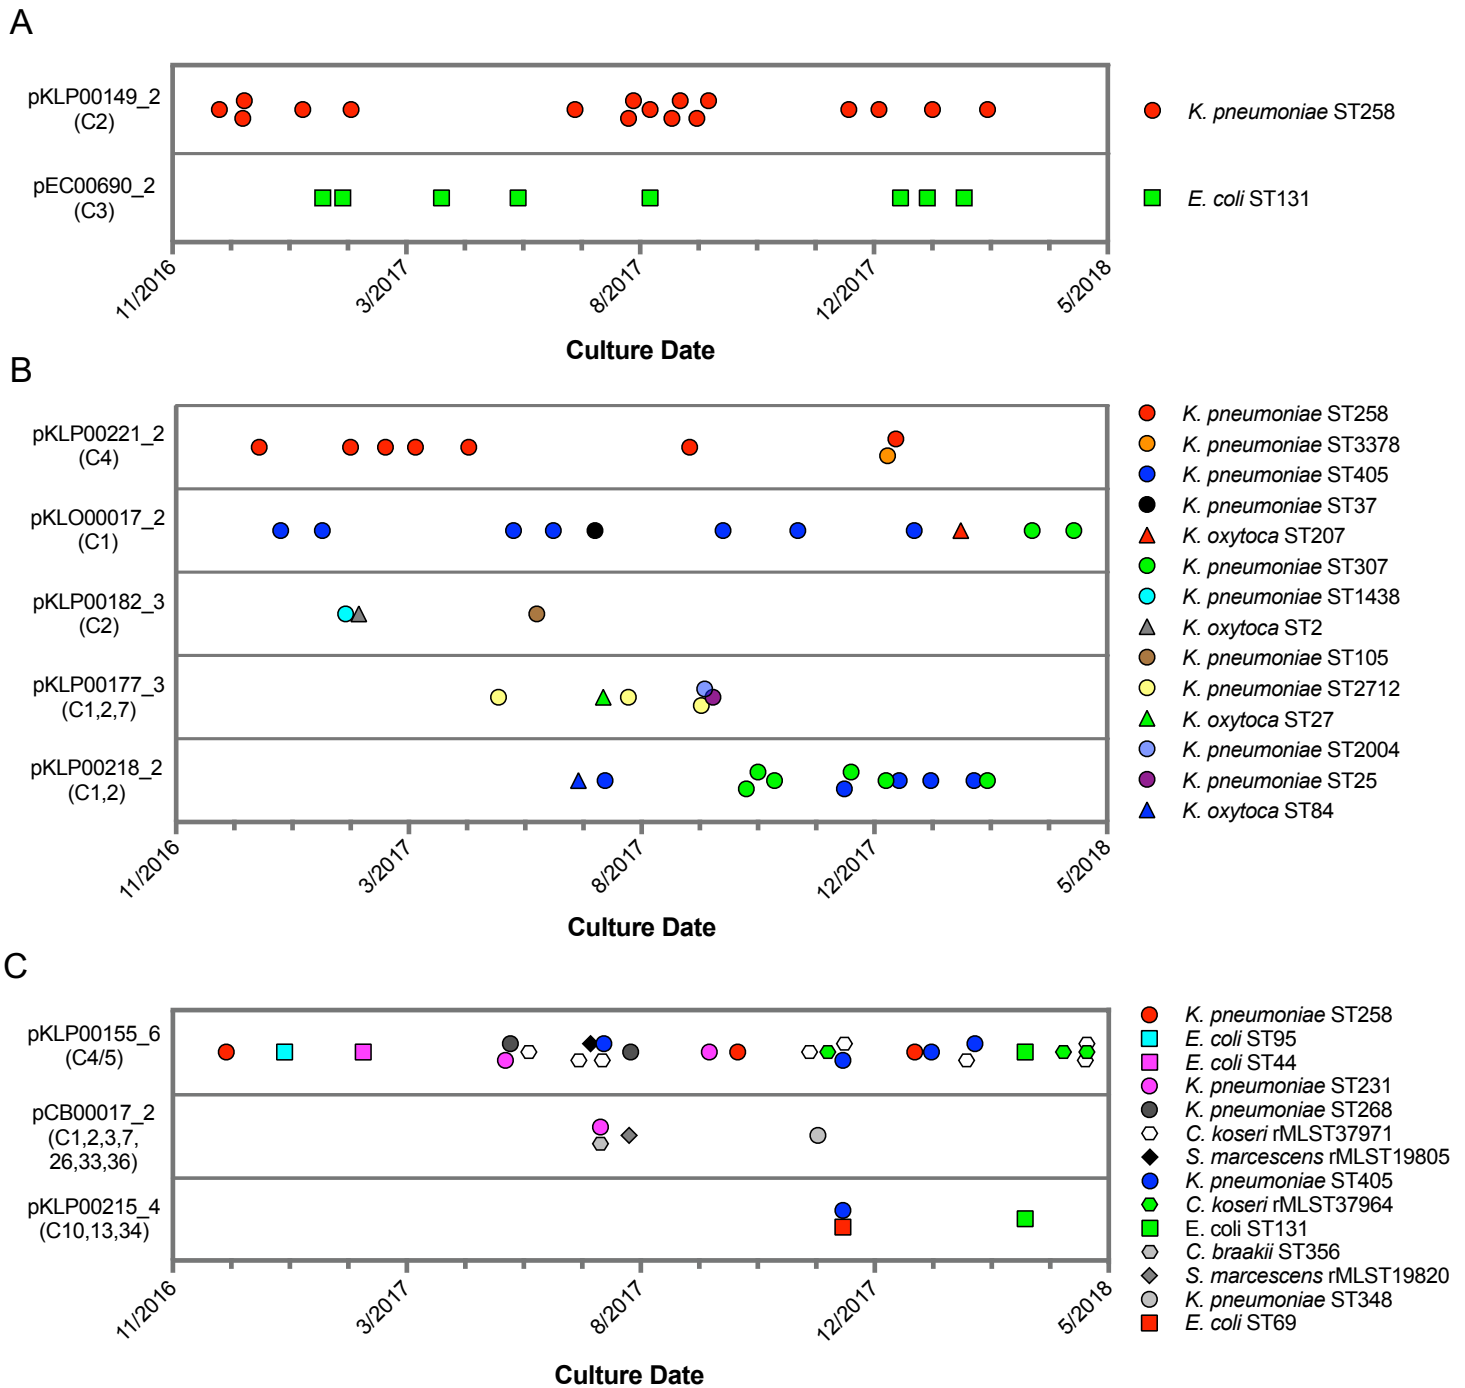 A
pKLP00149_2
(C2)
K. pneumoniae ST258
pEC00690_2
(C3)
E. coli ST131
11/2016
3/2017
8/2017
12/2017
5/2018
Culture Date
B
pKLP00221_2
(C4)
pKLO00017_2
(C1)
pKLP00182_3
(C2)
pKLP00177_3
(C1,2,7)
pKLP00218_2
(C1,2)
K. pneumoniae ST258
K. pneumoniae ST3378
K. pneumoniae ST405
K. pneumoniae ST37
K. oxytoca ST207
K. pneumoniae ST307
K. pneumoniae ST1438
K. oxytoca ST2
K. pneumoniae ST105
K. pneumoniae ST2712
K. oxytoca ST27
K. pneumoniae ST2004
K. pneumoniae ST25
K. oxytoca ST84
11/2016
3/2017
8/2017
12/2017
5/2018
Culture Date
C
pKLP00155_6
(C4/5)
pCB00017_2
(C1,2,3,7,
26,33,36)
pKLP00215_4
(C10,13,34)
K. pneumoniae ST258
E. coli ST95
E. coli ST44
K. pneumoniae ST231
K. pneumoniae ST268
C. koseri rMLST37971
S. marcescens rMLST19805
K. pneumoniae ST405
C. koseri rMLST37964
E. coli ST131
C. braakii ST356
S. marcescens rMLST19820
K. pneumoniae ST348
E. coli ST69
11/2016
3/2017
8/2017
12/2017
5/2018
Culture Date